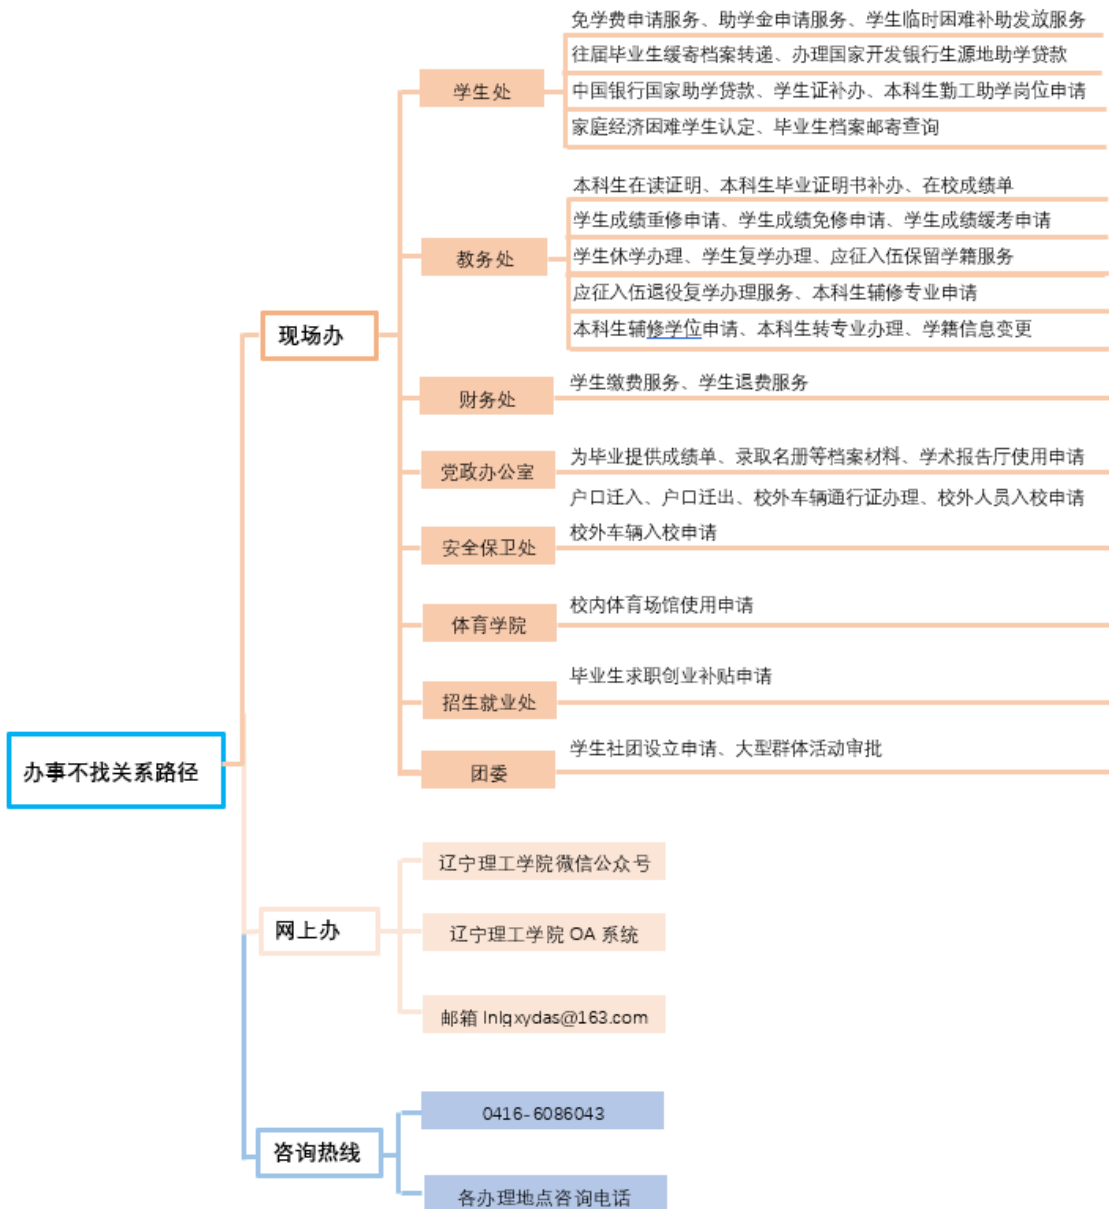 办事不找关系路径
现场办
学生处
免学费申请服务、助学金申请服务、学生临时困难补助发放服务
往届毕业生缓寄档案转递、办理国家开发银行生源地助学贷款
中国银行国家助学贷款、学生证补办、本科生勤工助学岗位申请
家庭经济困难学生认定、毕业生档案邮寄查询
教务处
本科生在读证明、本科生毕业证明书补办、在校成绩单
学生成绩重修申请、学生成绩免修申请、学生成绩缓考申请
学生休学办理、学生复学办理、应征入伍保留学籍服务
应征入伍退役复学办理服务、本科生辅修专业申请
本科生辅修学位申请、本科生转专业办理、学籍信息变更
财务处
学生缴费服务、学生退费服务
党政办公室
为毕业提供成绩单、录取名册等档案材料、学术报告厅使用申请
安全保卫处
户口迁入、户口迁出、校外车辆通行证办理、校外人员入校申请
校外车辆入校申请
体育学院
校内体育场馆使用申请
招生就业处
毕业生求职创业补贴申请
团委
学生社团设立申请、大型群体活动审批
网上办
辽宁理工学院微信公众号
辽宁理工学院 OA 系统
邮箱 lnlgxydas@163.com
咨询热线
0416-6086043
各办理地点咨询电话